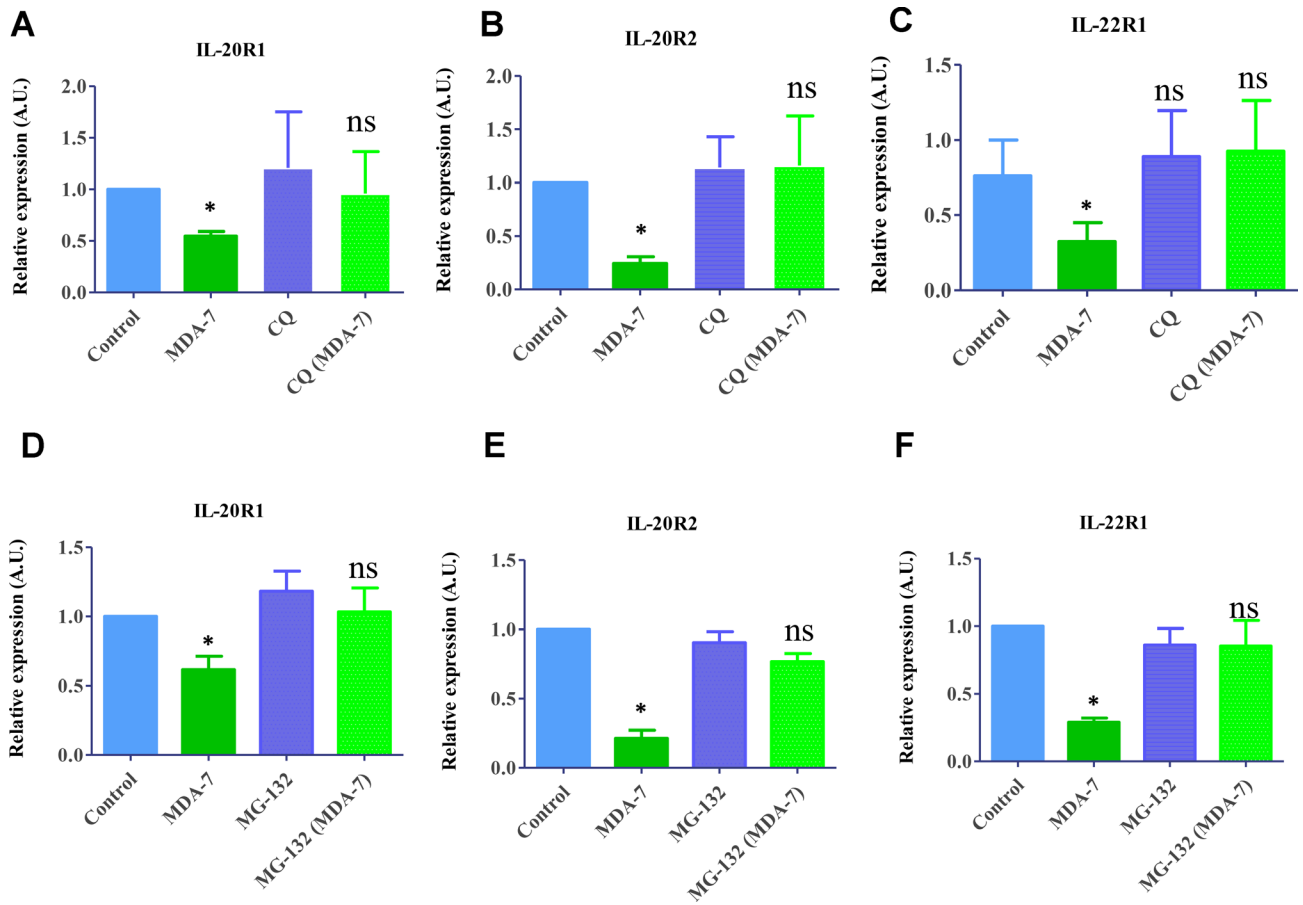 A
IL-20R1
Relative expression (A.U.)
2.0
1.5
1.0
0.5
0.0
*
ns
Control
MDA-7
CQ
CQ (MDA-7)
B
IL-20R2
Relative expression (A.U.)
2.0
1.5
1.0
0.5
0.0
*
ns
Control
MDA-7
CQ
CQ (MDA-7)
C
IL-22R1
Relative expression (A.U.)
1.5
1.0
0.5
0.0
*
ns
ns
Control
MDA-7
CQ
CQ (MDA-7)
D
IL-20R1
Relative expression (A.U.)
1.5
1.0
0.5
0.0
*
ns
Control
MDA-7
MG-132
MG-132 (MDA-7)
E
IL-20R2
Relative expression (A.U.)
1.5
1.0
0.5
0.0
*
ns
Control
MDA-7
MG-132
MG-132 (MDA-7)
F
IL-22R1
Relative expression (A.U.)
1.5
1.0
0.5
0.0
*
ns
Control
MDA-7
MG-132
MG-132 (MDA-7)